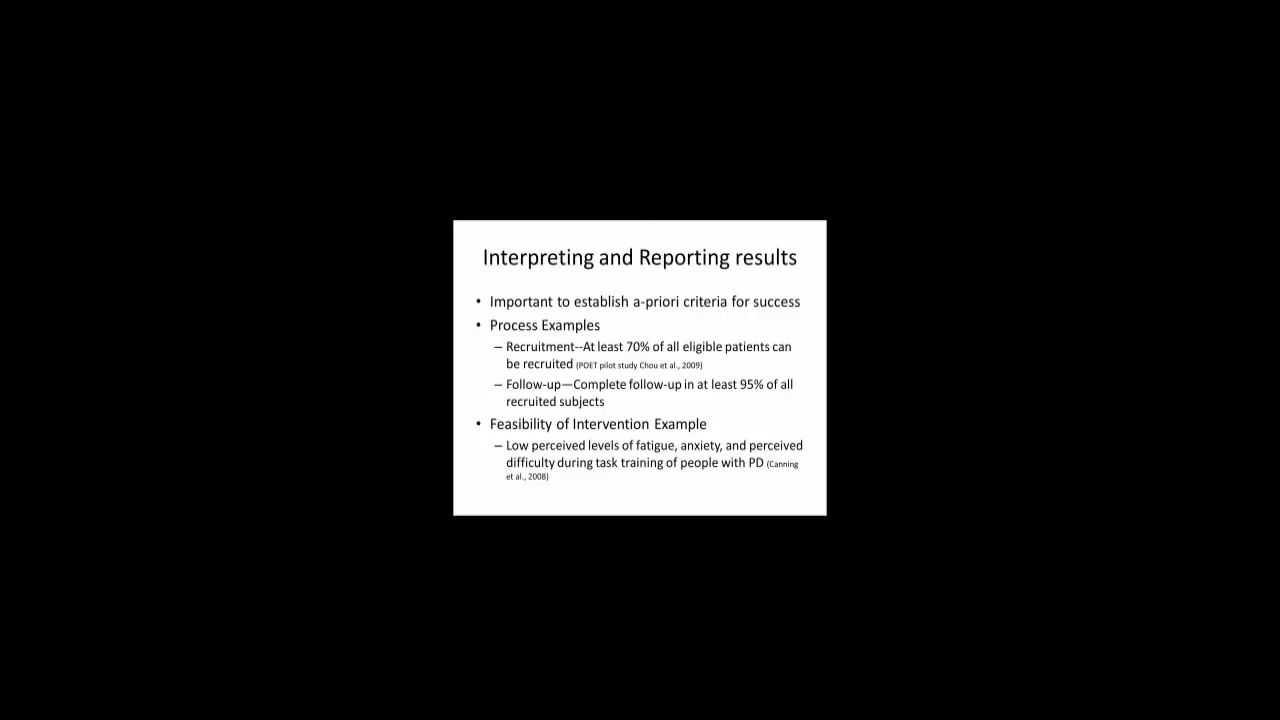 Interpreting and Reporting results
• Important to establish a-priori criteria for success
• Process Examples
– Recruitment--At least 70% of all eligible patients can
be recruited (POET pilot study Chou et al., 2009)
– Follow-up—Complete follow-up in at least 95% of all
recruited subjects
• Feasibility of Intervention Example
– Low perceived levels of fatigue, anxiety, and perceived
difficulty during task training of people with PD (Canning
et al., 2008)